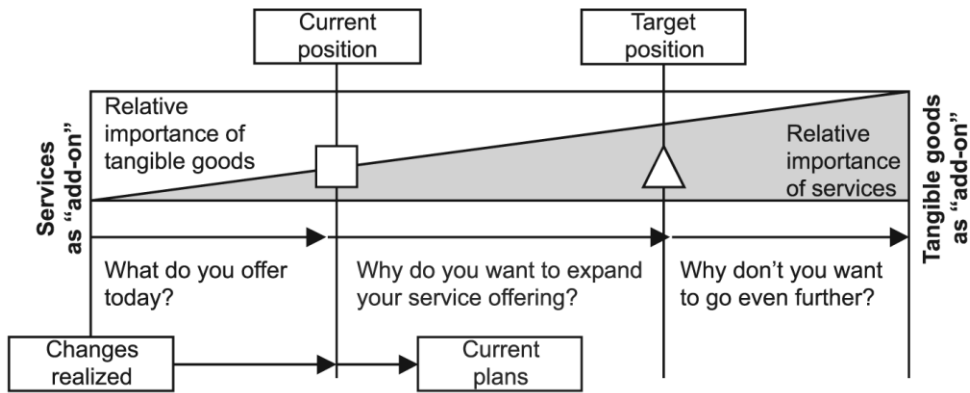 Current
position
Target
position
Services
as “add-on”
Relative
importance of
tangible goods
Relative
importance
of services
Tangible goods
as “add-on”
What do you offer
today?
Why do you want to expand
your service offering?
Why don’t you want
to go even further?
Changes
realized
Current
plans